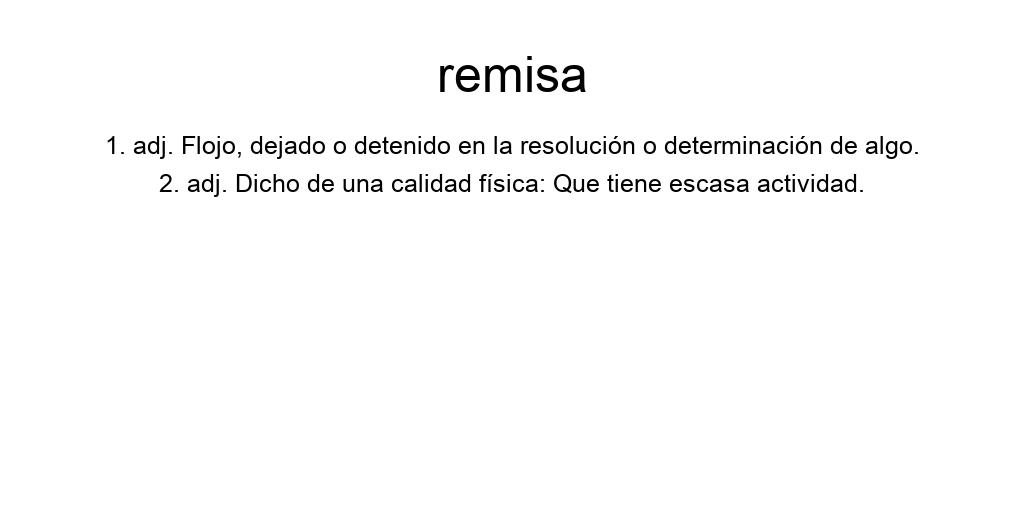 remisa
1. adj. Flojo, dejado o detenido en la resolución o determinación de algo.
2. adj. Dicho de una calidad física: Que tiene escasa actividad.